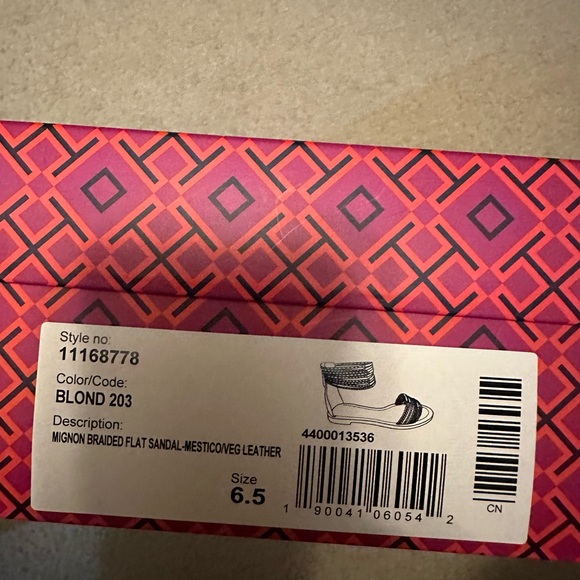 Style no:
11168778
Color/Code:
BLOND 203
Description:
MIGNON BRAIDED FLAT SANDAL-MESTICO/VEG LEATHER
Size
6.5
4400013536
1 90041 06054 2
CN